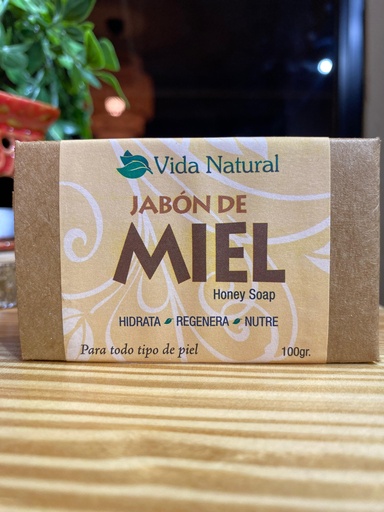 Vida Natural
JABÓN DE
MIEL
Honey Soap
HIDRATA REGENERA NUTRE
Para todo tipo de piel 100gr.